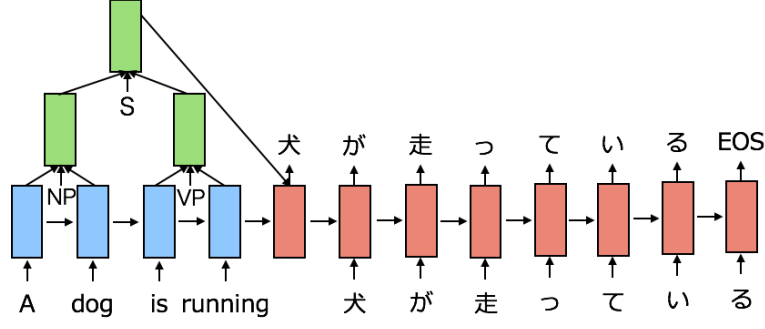 S
NP VP
犬 が 走 っ て い る EOS
A dog is running 犬 が 走 っ て い る